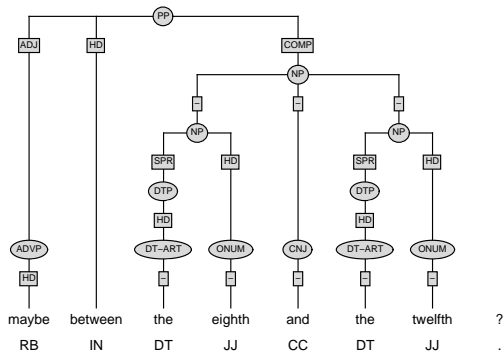 PP
ADJ HD COMP
NP
– – –
NP NP
SPR HD SPR HD
DTP DTP
HD HD
ADVP DT–ART ONUM CNJ DT–ART ONUM
HD – – – – –
maybe between the eighth and the twelfth ?
RB IN DT JJ CC DT JJ .